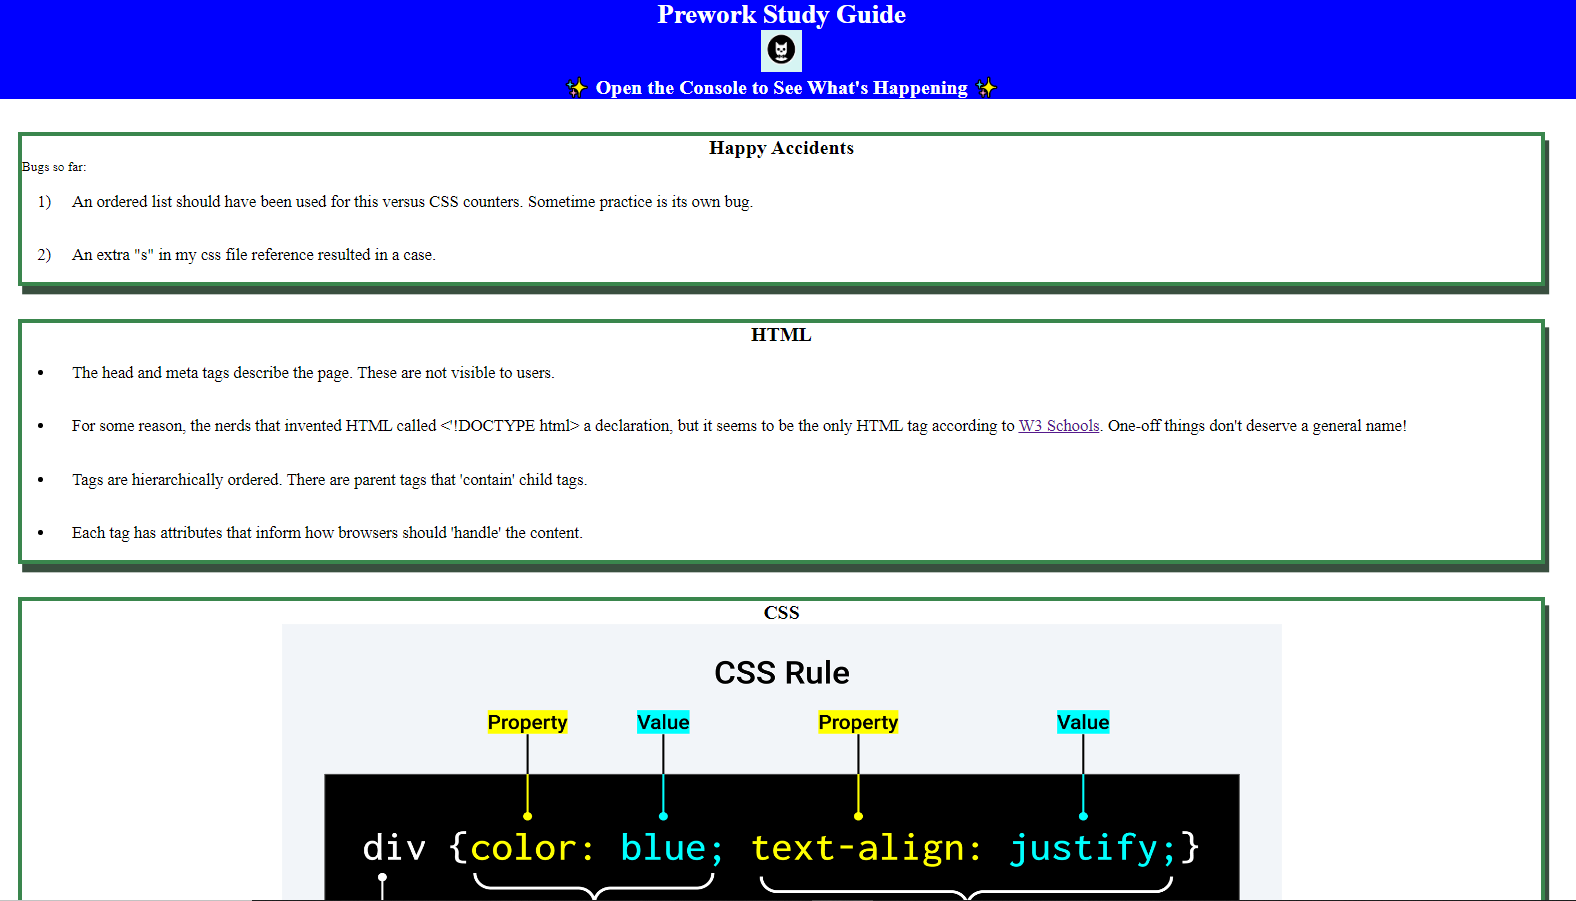 Prework Study Guide
✨ Open the Console to See What's Happening ✨
Happy Accidents
Bugs so far:
1) An ordered list should have been used for this versus CSS counters. Sometime practice is its own bug.
2) An extra "s" in my css file reference resulted in a case.
HTML
• The head and meta tags describe the page. These are not visible to users.
• For some reason, the nerds that invented HTML called <'!DOCTYPE html> a declaration, but it seems to be the only HTML tag according to W3 Schools. One-off things don't deserve a general name!
• Tags are hierarchically ordered. There are parent tags that 'contain' child tags.
• Each tag has attributes that inform how browsers should 'handle' the content.
CSS
CSS Rule
Property Value Property Value
div {color: blue; text-align: justify;}